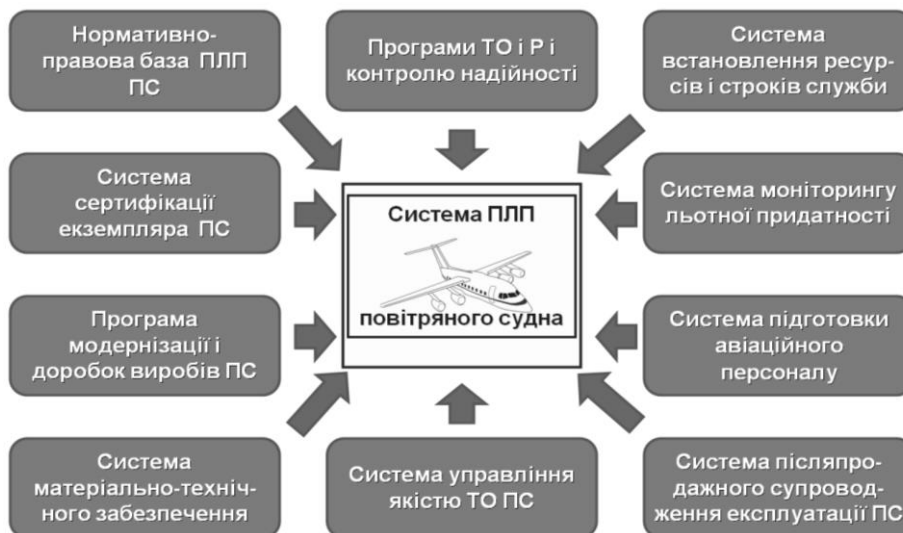 Нормативно-
правова база ПЛП
ПС
Програми ТО і Р і
контролю надійності
Система
встановлення ресур-
сів і строків служби
Система
сертифікації
екземпляра ПС
Система ПЛП
повітряного судна
Система моніторингу
льотної придатності
Програма
модернізації і
доробок виробів ПС
Система підготовки
авіаційного
персоналу
Система
матеріально-техніч-
ного забезпечення
Система управління
якістю ТО ПС
Система післяпро-
дажного супровод-
ження експлуатації ПС